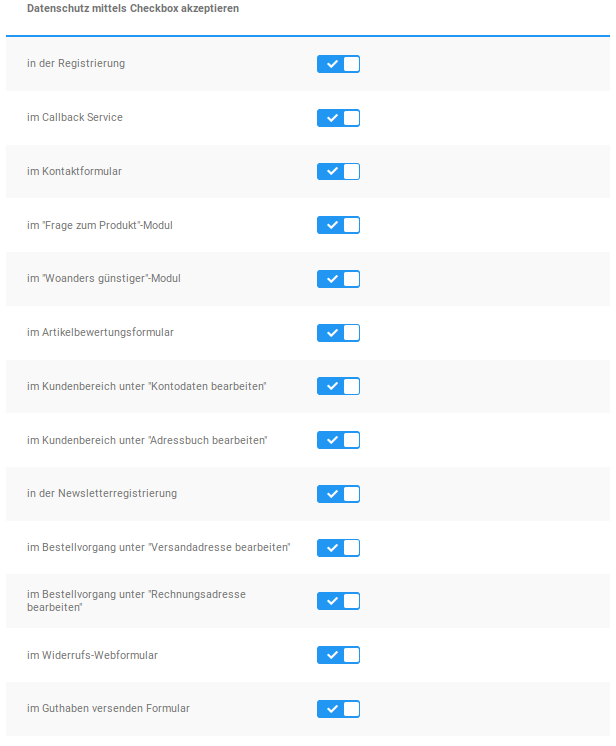 Datenschutz mittels Checkbox akzeptieren
in der Registrierung
im Callback Service
im Kontaktformular
im "Frage zum Produkt"-Modul
im "Woanders günstiger"-Modul
im Artikelbewertungsformular
im Kundenbereich unter "Kontodaten bearbeiten"
im Kundenbereich unter "Adressbuch bearbeiten"
in der Newsletterregistrierung
im Bestellvorgang unter "Versandadresse bearbeiten"
im Bestellvorgang unter "Rechnungsadresse
bearbeiten"
im Widerrufs-Webformular
im Guthaben versenden Formular